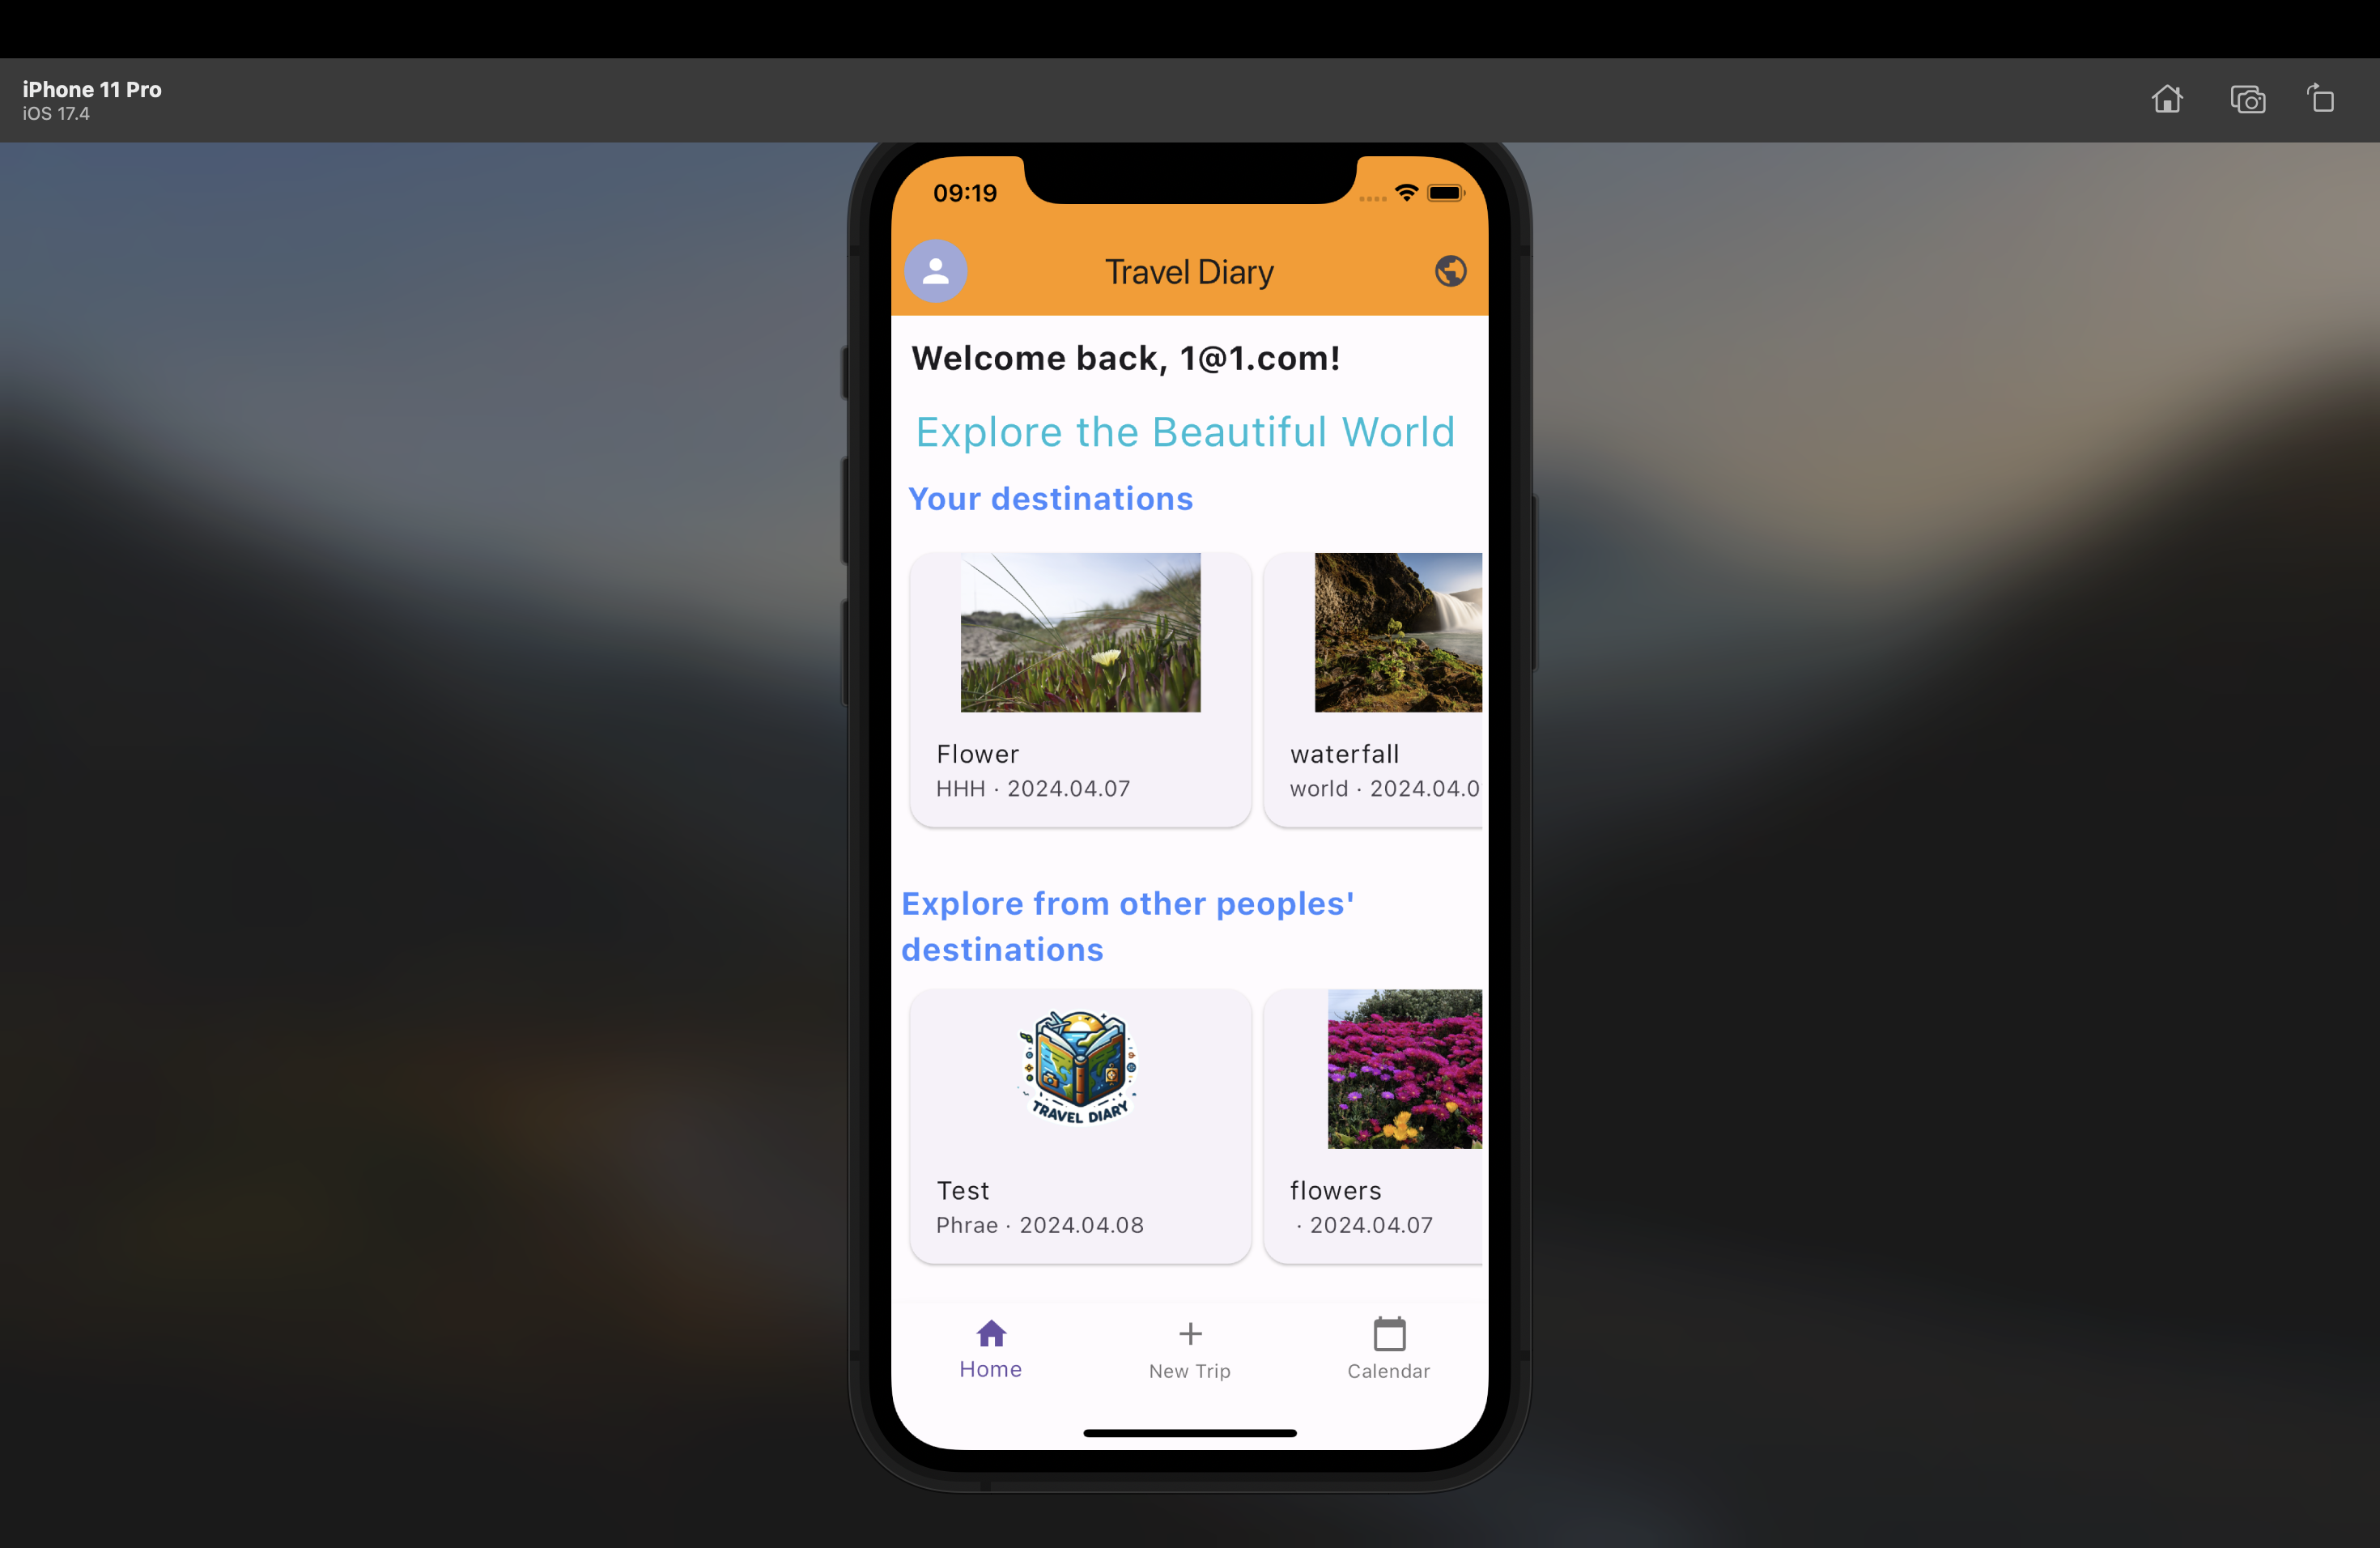 iPhone 11 Pro
iOS 17.4
09:19
Travel Diary
Welcome back, 1@1.com!
Explore the Beautiful World
Your destinations
Flower
HHH · 2024.04.07
waterfall
world · 2024.04.0
Explore from other peoples'
destinations
TRAVEL DIARY
Test
Phrae · 2024.04.08
flowers
· 2024.04.07
Home
New Trip
Calendar